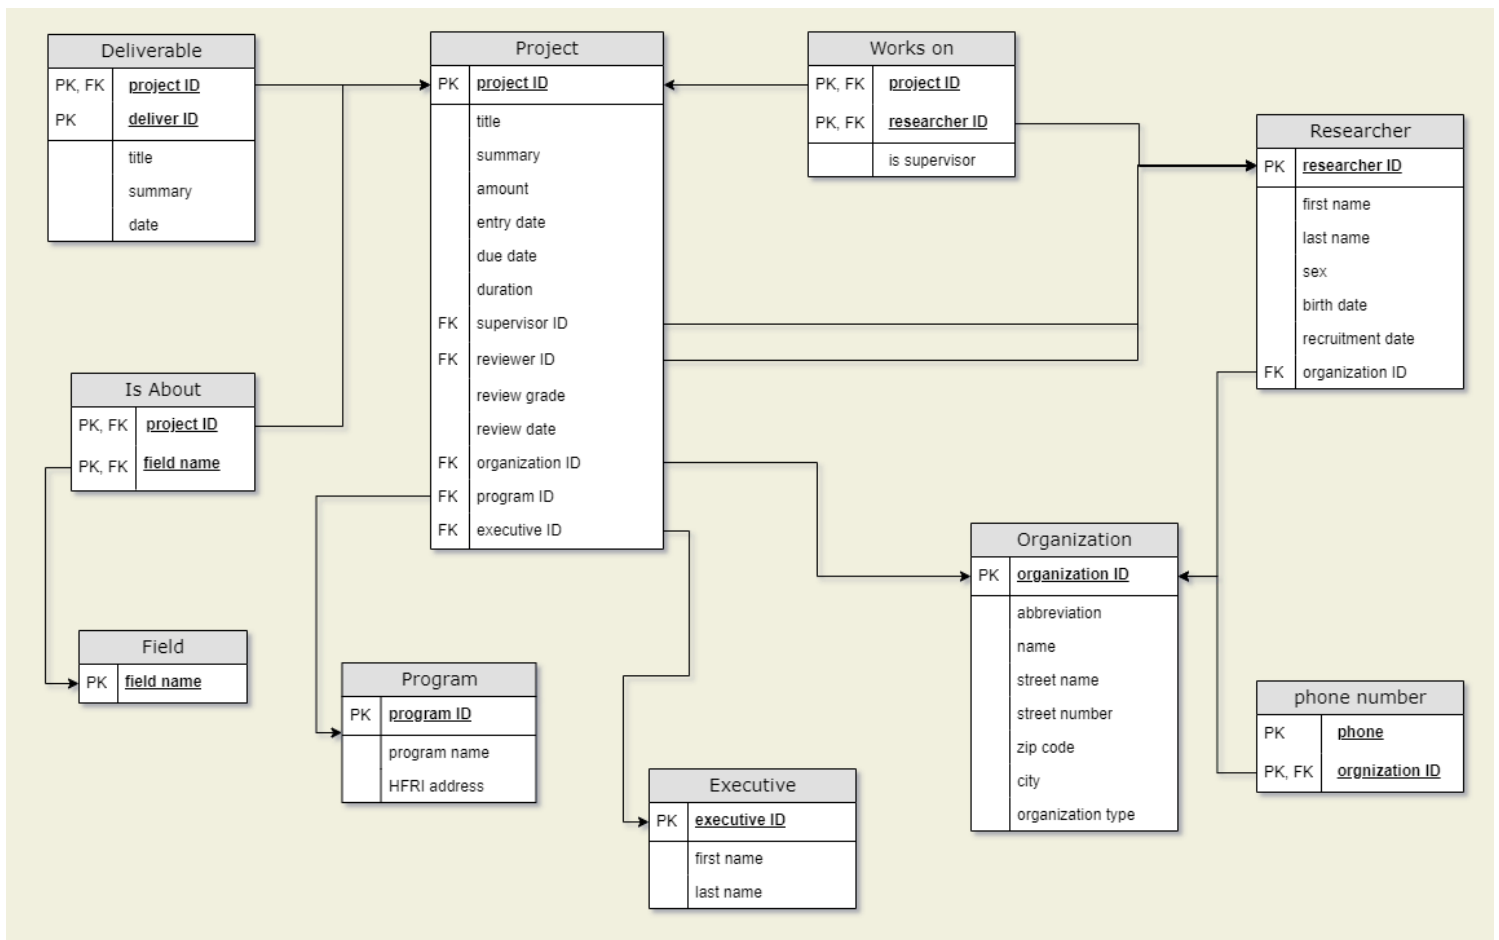 Deliverable
PK, FK project ID
PK deliver ID
title
summary
date
Project
PK project ID
title
summary
amount
entry date
due date
duration
FK supervisor ID
FK reviewer ID
review grade
review date
FK organization ID
FK program ID
FK executive ID
Works on
PK, FK project ID
PK, FK researcher ID
is supervisor
Researcher
PK researcher ID
first name
last name
sex
birth date
recruitment date
FK organization ID
Is About
PK, FK project ID
PK, FK field name
Field
PK field name
Program
PK program ID
program name
HFRI address
Executive
PK executive ID
first name
last name
Organization
PK organization ID
abbreviation
name
street name
street number
zip code
city
organization type
phone number
PK phone
PK, FK orgnization ID